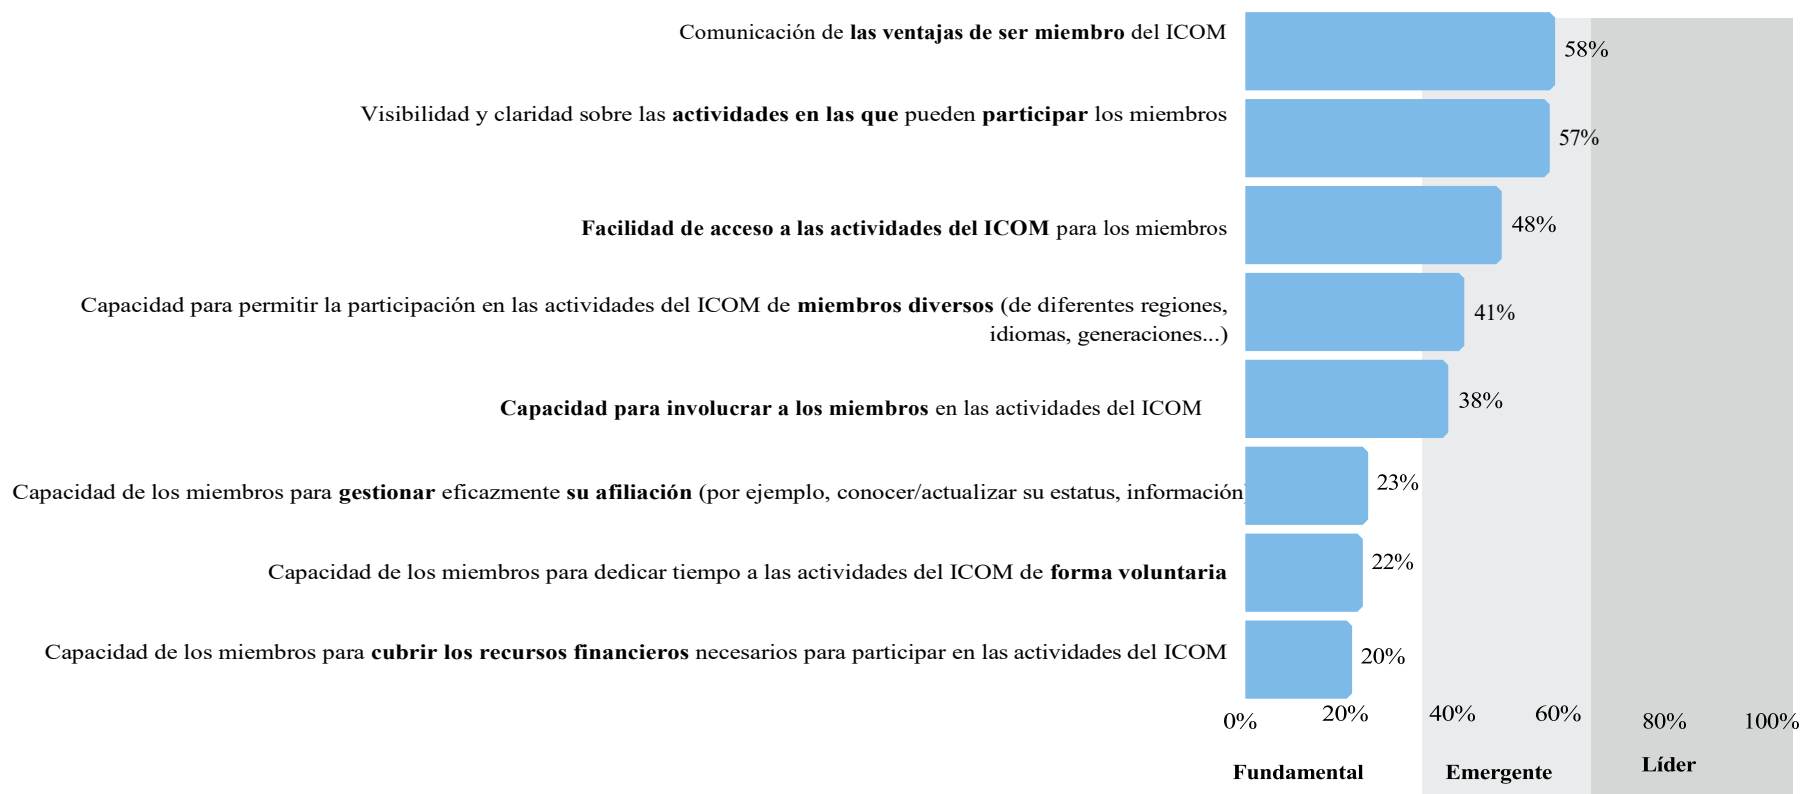 Comunicación de las ventajas de ser miembro del ICOM
58%
Visibilidad y claridad sobre las actividades en las que pueden participar los miembros
57%
Facilidad de acceso a las actividades del ICOM para los miembros
48%
Capacidad para permitir la participación en las actividades del ICOM de miembros diversos (de diferentes regiones,
idiomas, generaciones...)
41%
Capacidad para involucrar a los miembros en las actividades del ICOM
38%
Capacidad de los miembros para gestionar eficazmente su afiliación (por ejemplo, conocer/actualizar su estatus, información
23%
Capacidad de los miembros para dedicar tiempo a las actividades del ICOM de forma voluntaria
22%
Capacidad de los miembros para cubrir los recursos financieros necesarios para participar en las actividades del ICOM
20%
0% 20% 40% 60% 80% 100%
Fundamental Emergente Líder